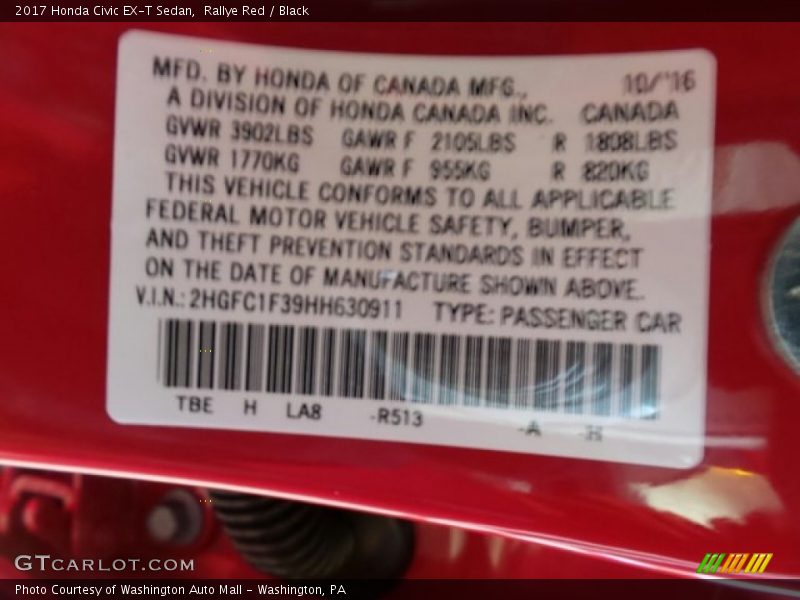 2017 Honda Civic EX-T Sedan,  Rallye Red / Black
MFD. BY HONDA OF CANADA MFG., 10/'16
A DIVISION OF HONDA CANADA INC. CANADA
GVWR 3902LBS GAWR F 2105LBS R 1808LBS
GVWR 1770KG GAWR F 955KG R 820KG
THIS VEHICLE CONFORMS TO ALL APPLICABLE
FEDERAL MOTOR VEHICLE SAFETY, BUMPER,
AND THEFT PREVENTION STANDARDS IN EFFECT
ON THE DATE OF MANUFACTURE SHOWN ABOVE.
V.I.N.: 2HGFC1F39HH630911 TYPE: PASSENGER CAR
TBE H LA8 -R513 -A -H
GTCARLOT.COM
Photo Courtesy of Washington Auto Mall - Washington, PA